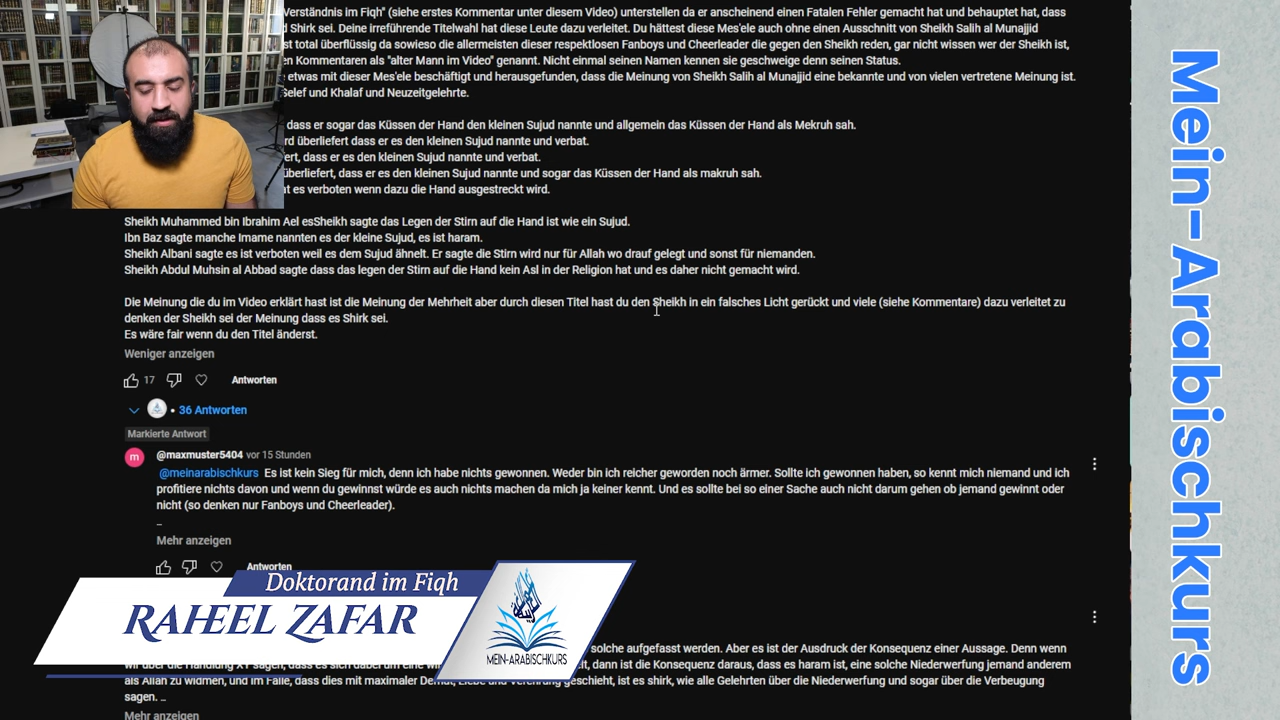 Verständnis im Fiqh" (siehe erstes Kommentar unter diesem Video) unterstellen da er anscheinend einen Fatalen Fehler gemacht hat und behauptet hat, dass
Shirk sei. Deine irreführende Titelwahl hat diese Leute dazu verleitet. Du hättest diese Mes'ele auch ohne einen Ausschnitt von Sheikh Salih al Munajjid
st total überflüssig da sowieso die allermeisten dieser respektlosen Fanboys und Cheerleader die gegen den Sheikh reden, gar nicht wissen wer der Sheikh ist,
en Kommentaren als "alter Mann im Video" genannt. Nicht einmal seinen Namen kennen sie geschweige denn seinen Status.
etwas mit dieser Mes'ele beschäftigt und herausgefunden, dass die Meinung von Sheikh Salih al Munajjid eine bekannte und von vielen vertretene Meinung ist.
Selef und Khalaf und Neuzeitgelehrte.
dass er sogar das Küssen der Hand den kleinen Sujud nannte und allgemein das Küssen der Hand als Mekruh sah.
rd überliefert dass er es den kleinen Sujud nannte und verbat.
ert, dass er es den kleinen Sujud nannte und verbat.
überliefert, dass er es den kleinen Sujud nannte und sogar das Küssen der Hand als makruh sah.
t es verboten wenn dazu die Hand ausgestreckt wird.
Sheikh Muhammed bin Ibrahim Ael esSheikh sagte das Legen der Stirn auf die Hand ist wie ein Sujud.
Ibn Baz sagte manche Imame nannten es der kleine Sujud, es ist haram.
Sheikh Albani sagte es ist verboten weil es dem Sujud ähnelt. Er sagte die Stirn wird nur für Allah wo drauf gelegt und sonst für niemanden.
Sheikh Abdul Muhsin al Abbad sagte dass das legen der Stirn auf die Hand kein Asl in der Religion hat und es daher nicht gemacht wird.
Die Meinung die du im Video erklärt hast ist die Meinung der Mehrheit aber durch diesen Titel hast du den Sheikh in ein falsches Licht gerückt und viele (siehe Kommentare) dazu verleitet zu
denken der Sheikh sei der Meinung dass es Shirk sei.
Es wäre fair wenn du den Titel änderst.
Weniger anzeigen
17 Antworten
• 36 Antworten
Markierte Antwort
m @maxmuster5404 vor 15 Stunden
@meinarabischkurs Es ist kein Sieg für mich, denn ich habe nichts gewonnen. Weder bin ich reicher geworden noch ärmer. Sollte ich gewonnen haben, so kennt mich niemand und ich
profitiere nichts davon und wenn du gewinnst würde es auch nichts machen da mich ja keiner kennt. Und es sollte bei so einer Sache auch nicht darum gehen ob jemand gewinnt oder
nicht (so denken nur Fanboys und Cheerleader).
Mehr anzeigen
Antworten
Doktorand im Fiqh
RAHEEL ZAFAR
MEIN-ARABISCHKURS
solche aufgefasst werden. Aber es ist der Ausdruck der Konsequenz einer Aussage. Denn wenn
dann ist die Konsequenz daraus, dass es haram ist, eine solche Niederwerfung jemand anderem
als Allah zu widmen, und im Falle, dass dies mit maximaler Demut, Liebe und Verehrung geschieht, ist es shirk, wie alle Gelehrten über die Niederwerfung und sogar über die Verbeugung
sagen. ..
Mehr anzeigen
Mein-Arabischkurs